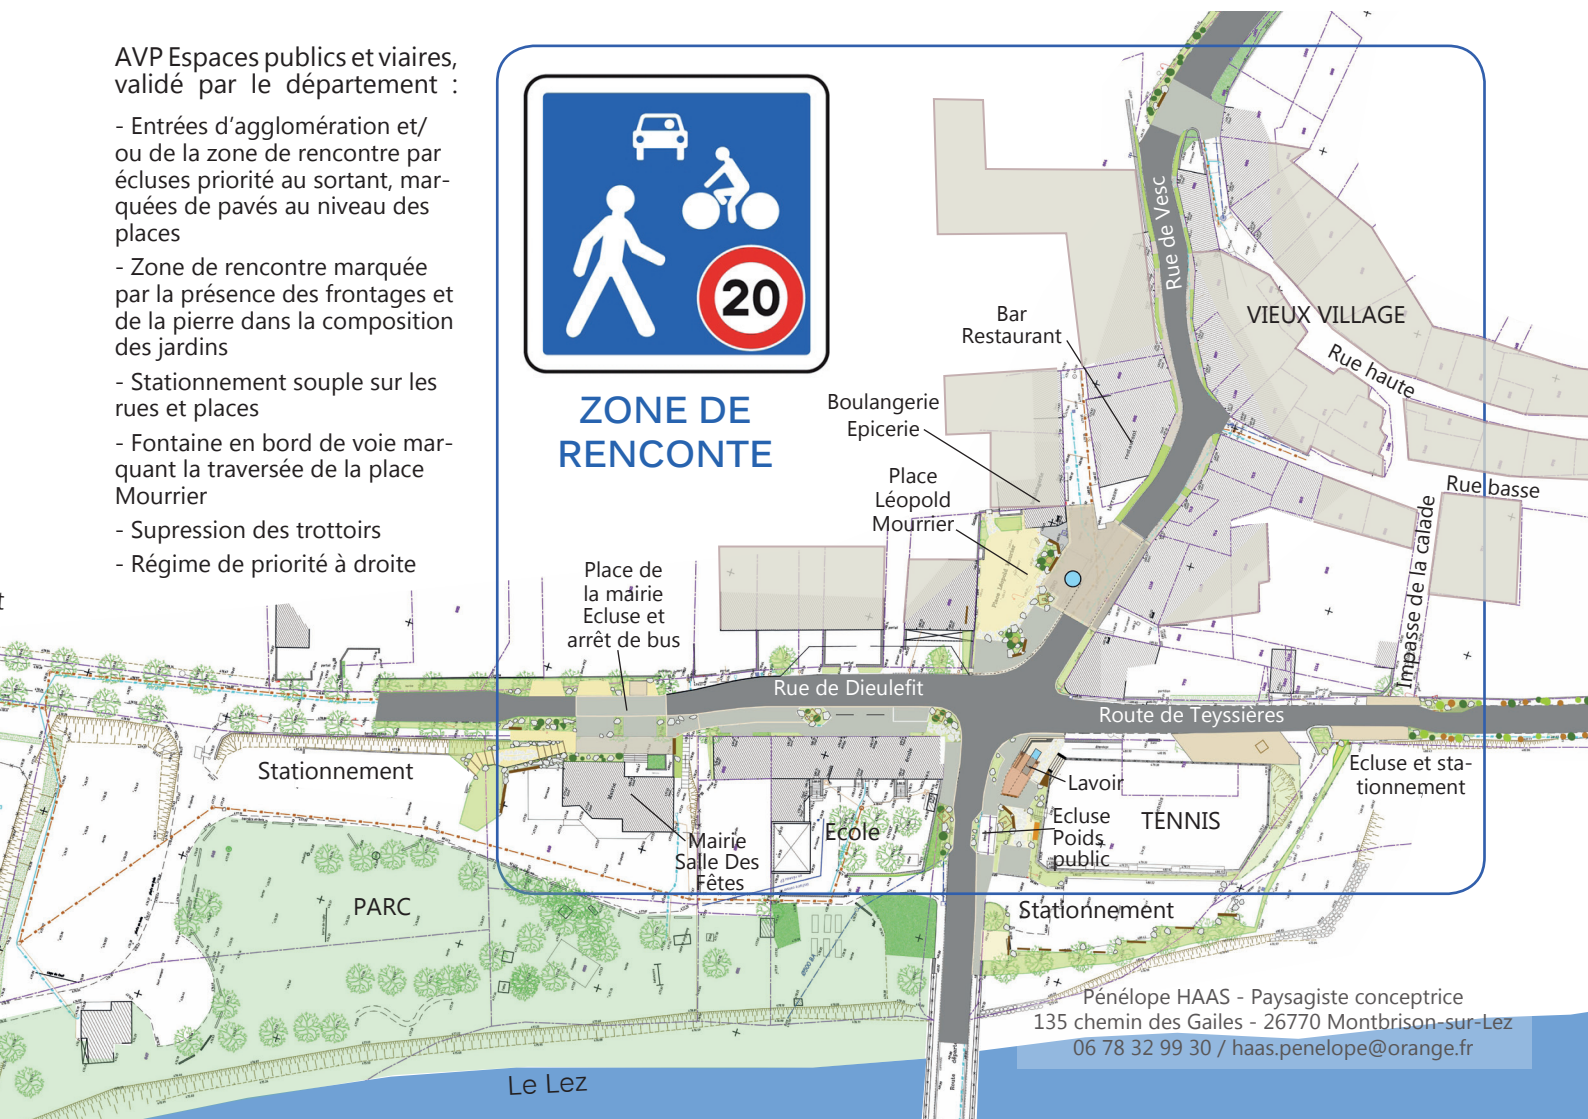 AVP Espaces publics et viaires,
validé par le département :
- Entrées d'agglomération et/
ou de la zone de rencontre par
écluses priorité au sortant, mar-
quées de pavés au niveau des
places
- Zone de rencontre marquée
par la présence des frontages et
de la pierre dans la composition
des jardins
- Stationnement souple sur les
rues et places
- Fontaine en bord de voie mar-
quant la traversée de la place
Mourrier
- Supression des trottoirs
- Régime de priorité à droite
20
ZONE DE
RENCONTE
Rue de Vesc
VIEUX VILLAGE
Rue haute
Rue basse
Impasse de la calade
Bar
Restaurant
restaurant
Boulangerie
Epicerie
Place
Léopold
Mourrier
Place Léopold Mourrier
Place de
la mairie
Ecluse et
arrêt de bus
Rue de Dieulefit
Route de Teyssières
Stationnement
Mairie
Mairie
Salle Des
Fêtes
Ecole
Lavoir
Ecluse
Poids
public
TENNIS
Ecluse et sta-
tionnement
PARC
Stationnement
Le Lez
Pénélope HAAS - Paysagiste conceptrice
135 chemin des Gailes - 26770 Montbrison-sur-Lez
06 78 32 99 30 / haas.penelope@orange.fr